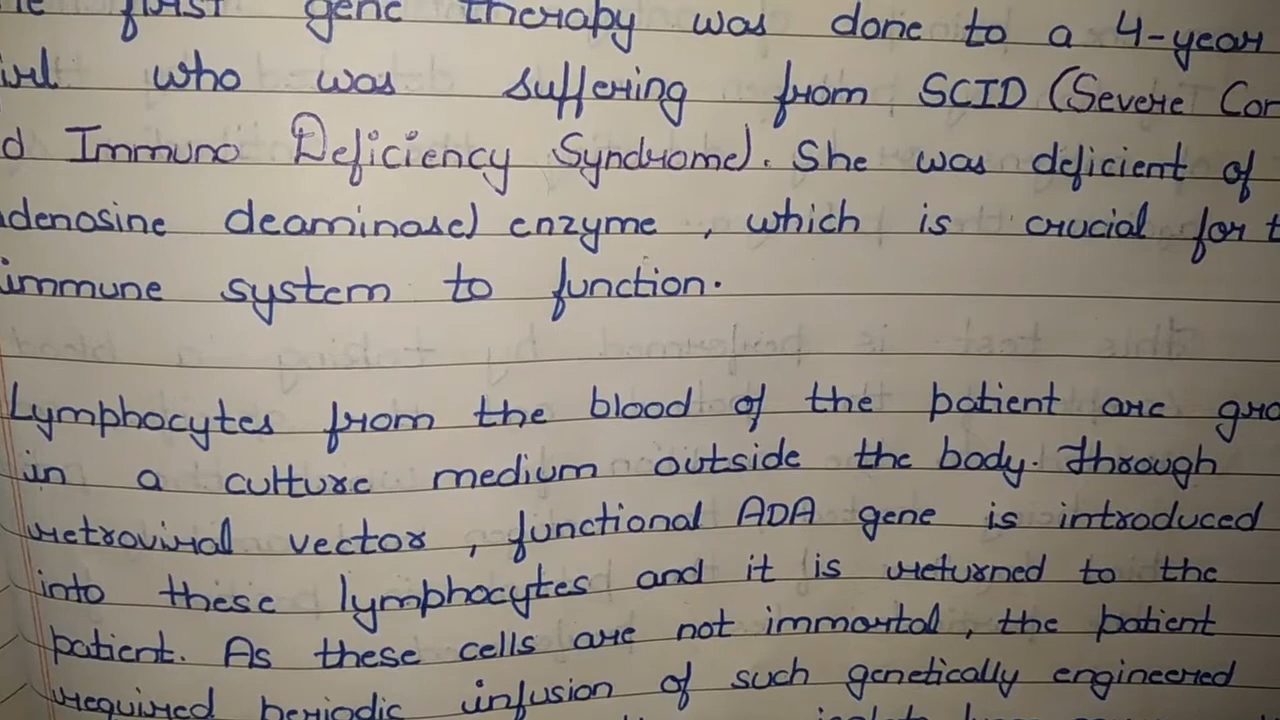 first gene therapy was done to a 4-year
who was suffering from SCID (Severe Com
d Immuno Deficiency Syndrome). She was deficient of
denosine deaminase) enzyme, which is crucial for t
immune system to function.
Lymphocytes from the blood of the patient are gro
in a culture medium outside the body. Through
retroviral vector, functional ADA gene is introduced
into these lymphocytes and it is returned to the
patient. As these cells are not immortal, the patient
required periodic infusion of such genetically engineered